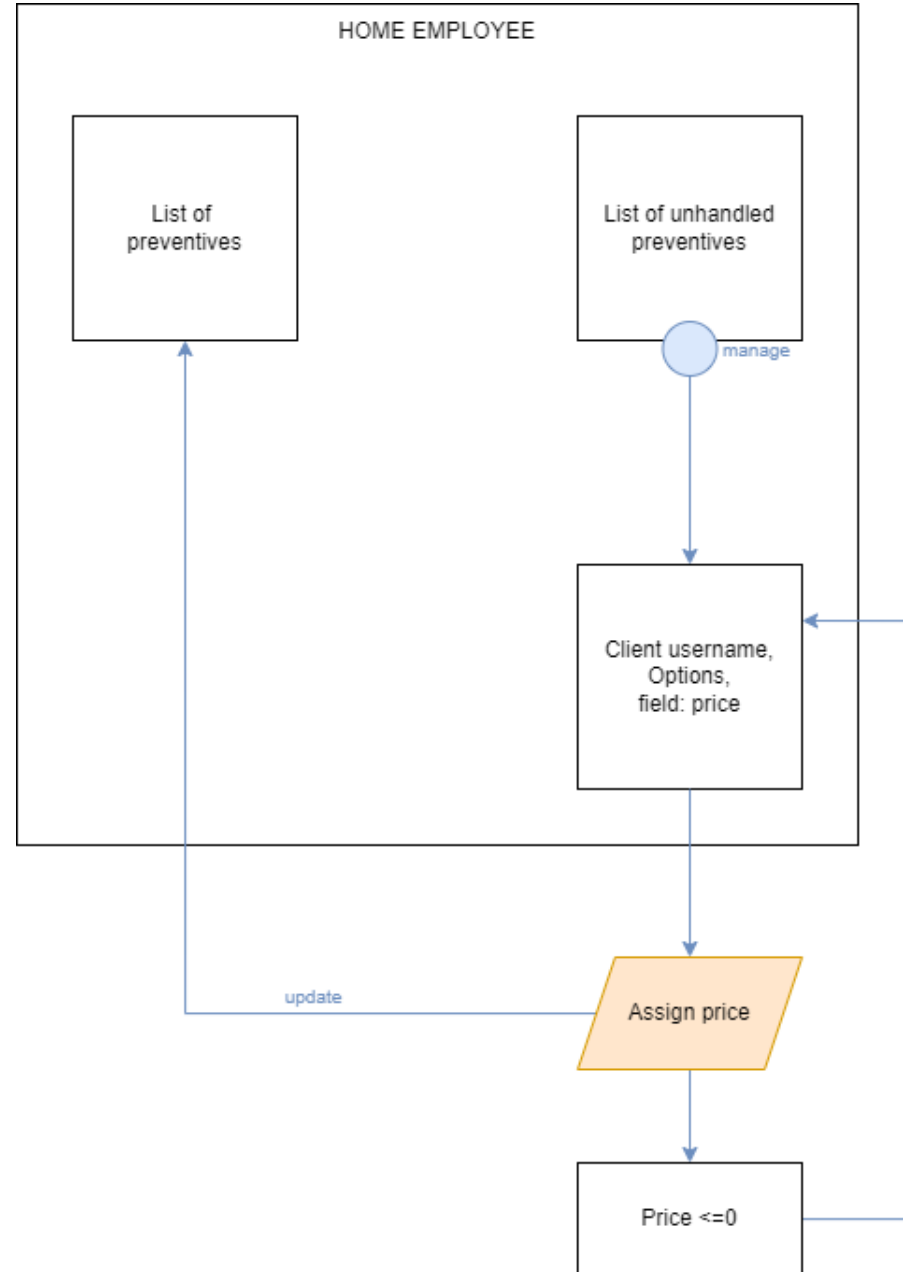 HOME EMPLOYEE
List of
preventives
List of unhandled
preventives
manage
Client username,
Options,
field: price
update
Assign price
Price <=0